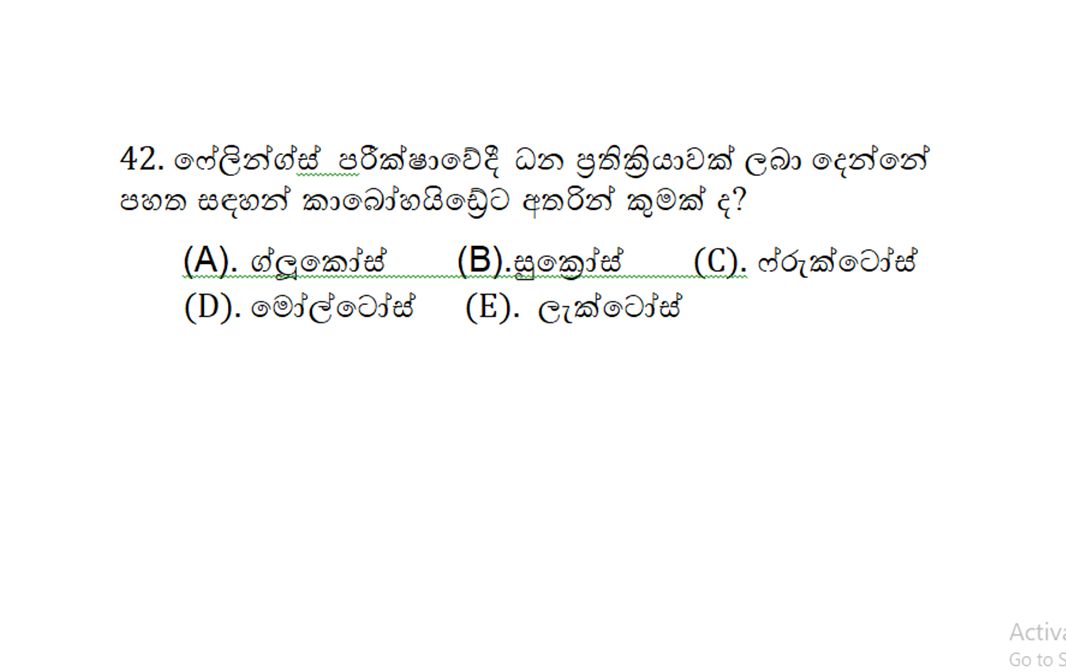 42. ෆේලින්ග්ස් පරීක්ෂාවේදී ධන ප්‍රතික්‍රියාවක් ලබා දෙන්නේ
පහත සඳහන් කාබෝහයිඩ්‍රේට අතරින් කුමක් ද?
(A). ග්ලූකෝස් (B).සුක්‍රෝස් (C). ෆ්රුක්ටෝස්
(D). මෝල්ටෝස් (E). ලැක්ටෝස්
Activa
Go to S